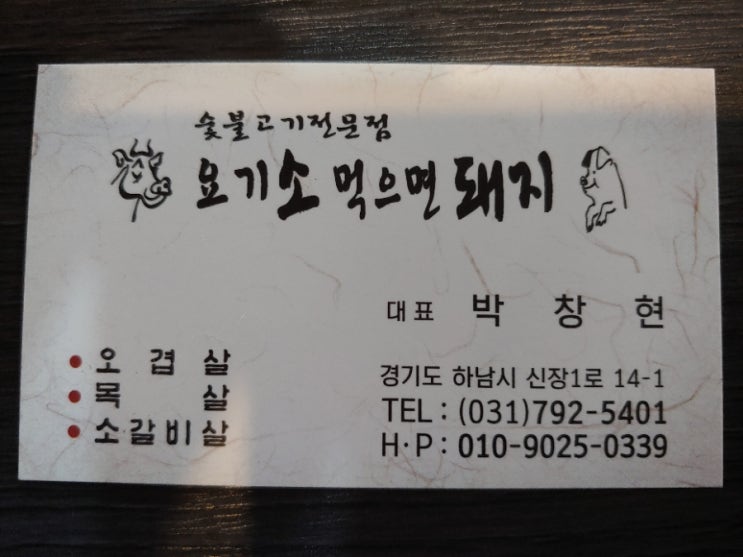 숯불고기전문점
요기소 먹으면 돼지
대표 박창현
오겹살
목살
소갈비살
경기도 하남시 신장1로 14-1
TEL : (031)792-5401
H·P : 010-9025-0339